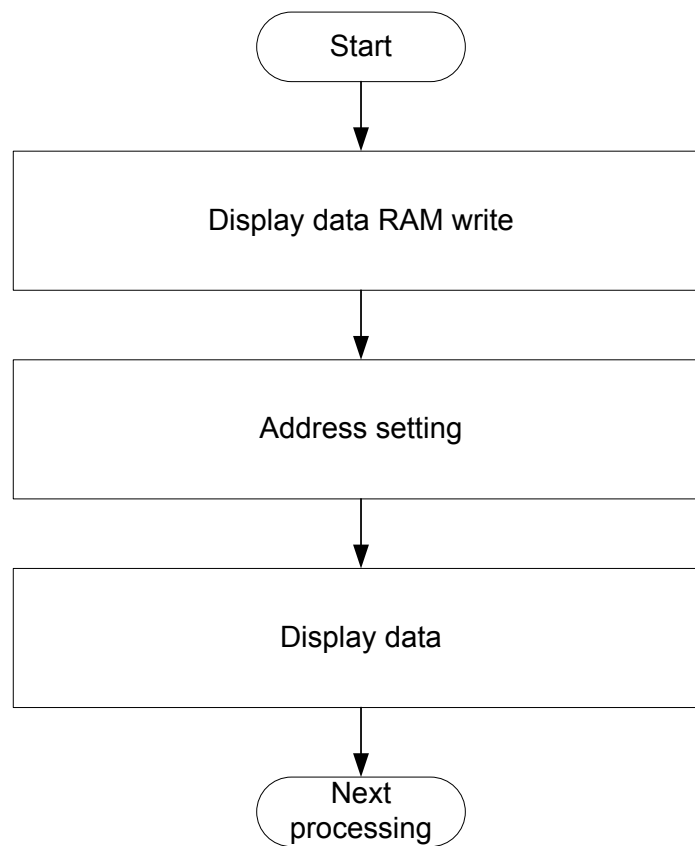 Start
Display data RAM write
Address setting
Display data
Next
processing